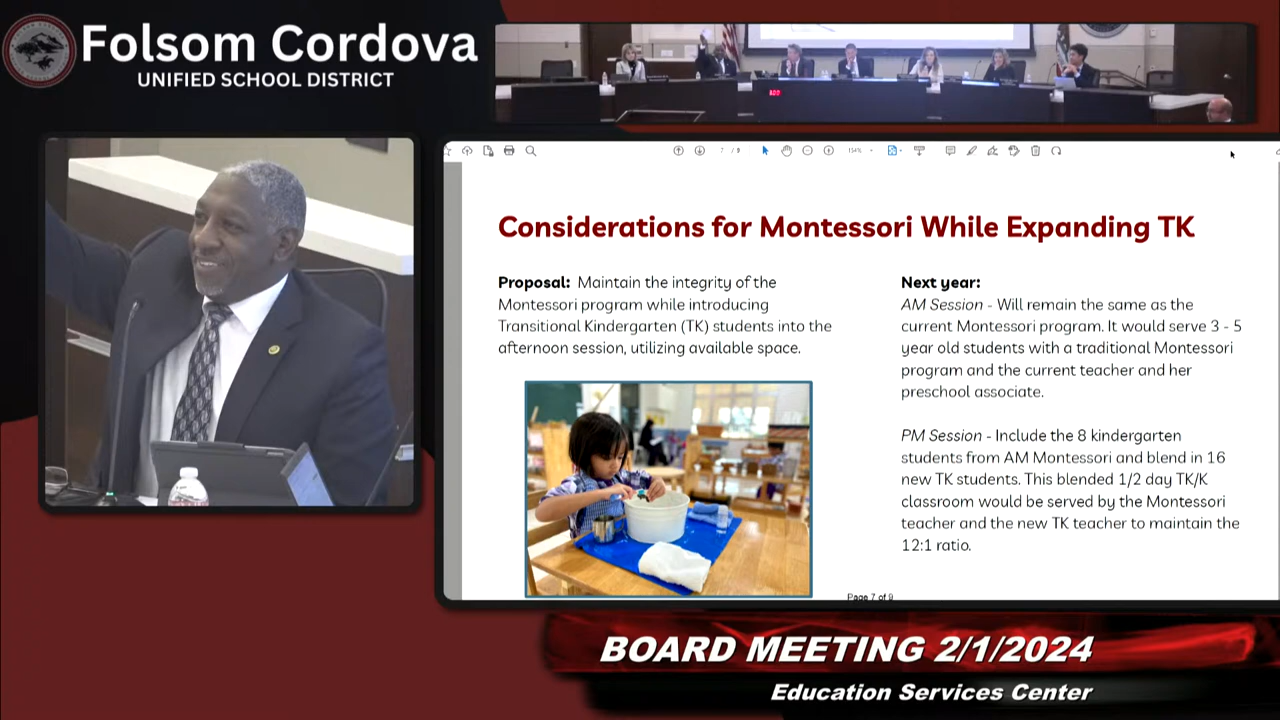 Folsom Cordova
UNIFIED SCHOOL DISTRICT
Considerations for Montessori While Expanding TK
Proposal: Maintain the integrity of the
Montessori program while introducing
Transitional Kindergarten (TK) students into the
afternoon session, utilizing available space.
Next year:
AM Session - Will remain the same as the
current Montessori program. It would serve 3 - 5
year old students with a traditional Montessori
program and the current teacher and her
preschool associate.
PM Session - Include the 8 kindergarten
students from AM Montessori and blend in 16
new TK students. This blended 1/2 day TK/K
classroom would be served by the Montessori
teacher and the new TK teacher to maintain the
12:1 ratio.
Page 7 of 9
BOARD MEETING 2/1/2024
Education Services Center